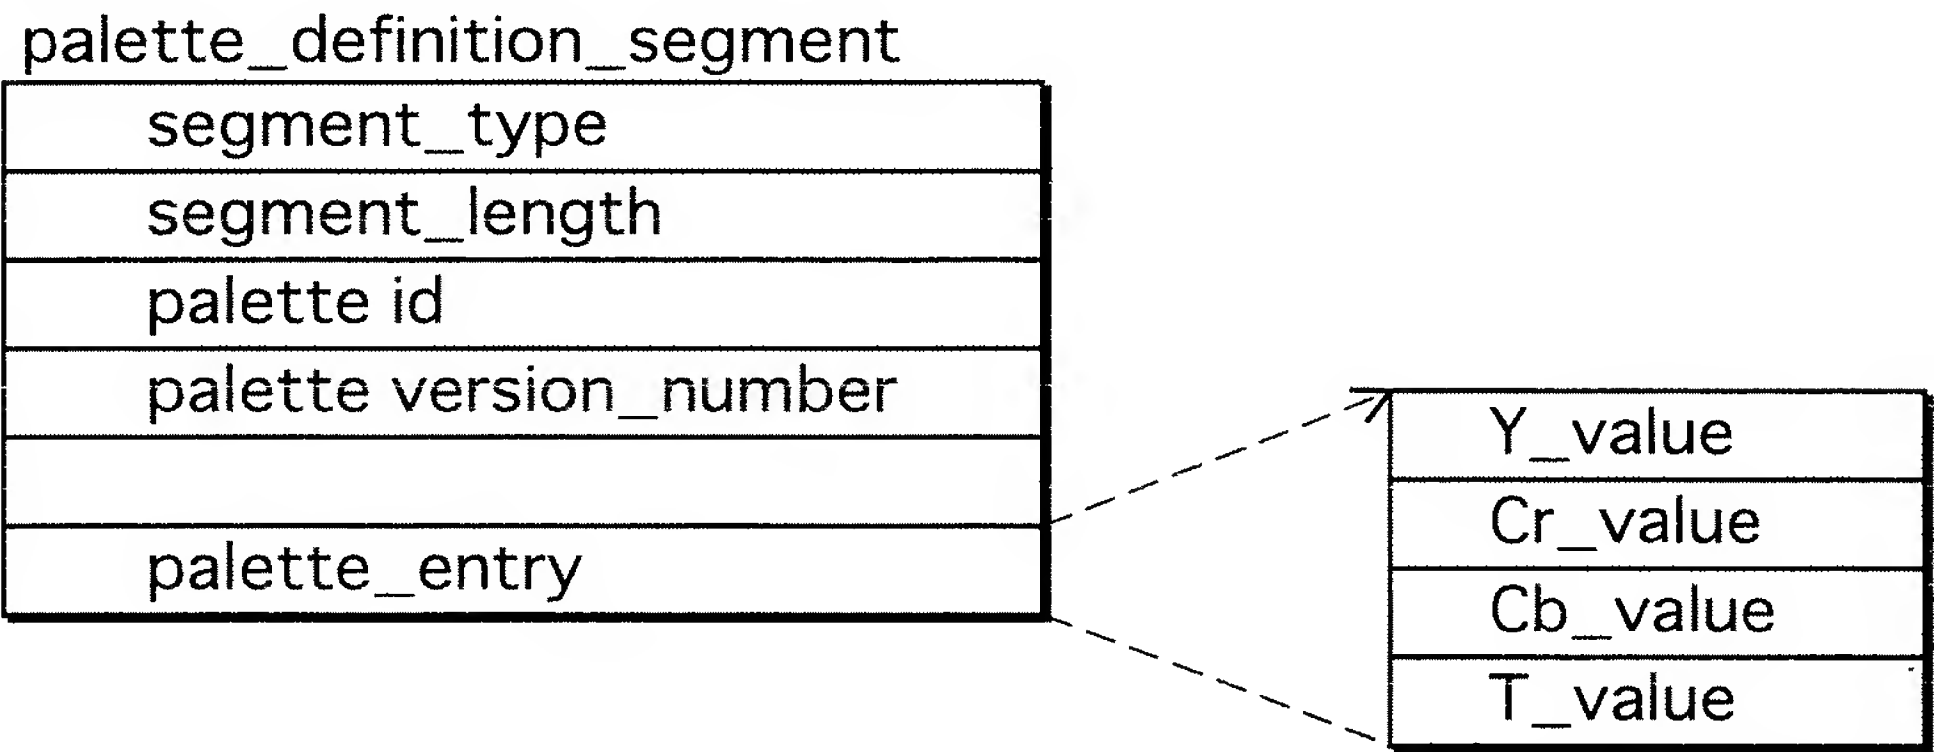 palette_definition_segment
segment_type
segment_length
palette id
palette version_number
palette_entry
Y_value
Cr_value
Cb_value
T_value